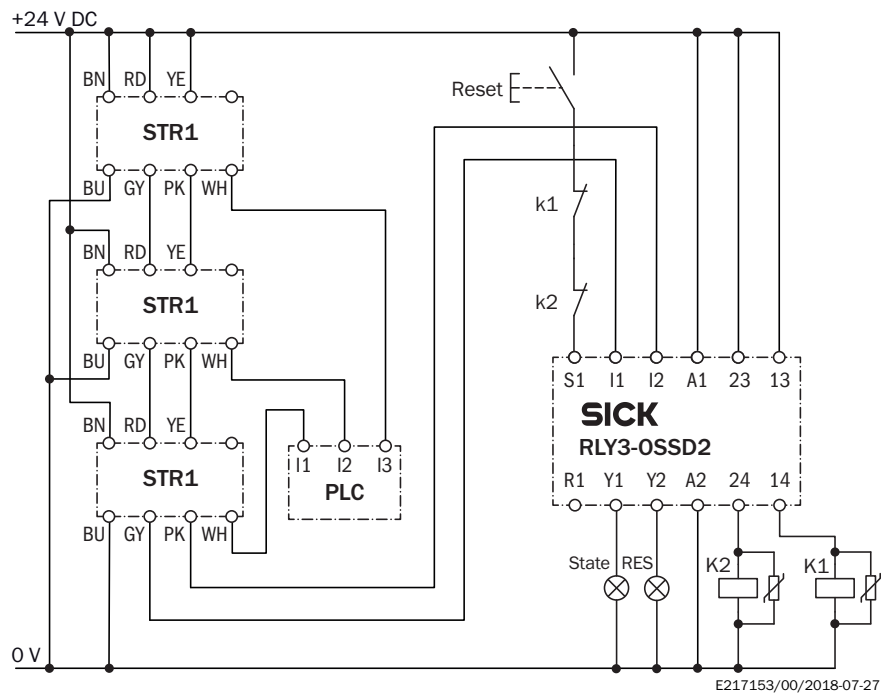 +24 V DC
BN RD YE
STR1
BU GY PK WH
BN RD YE
STR1
BU GY PK WH
BN RD YE
STR1
BU GY PK WH
I1 I2 I3
PLC
Reset
k1
k2
S1 I1 I2 A1 23 13
SICK
RLY3-OSSD2
R1 Y1 Y2 A2 24 14
State RES
K2
K1
0 V
E217153/00/2018-07-27